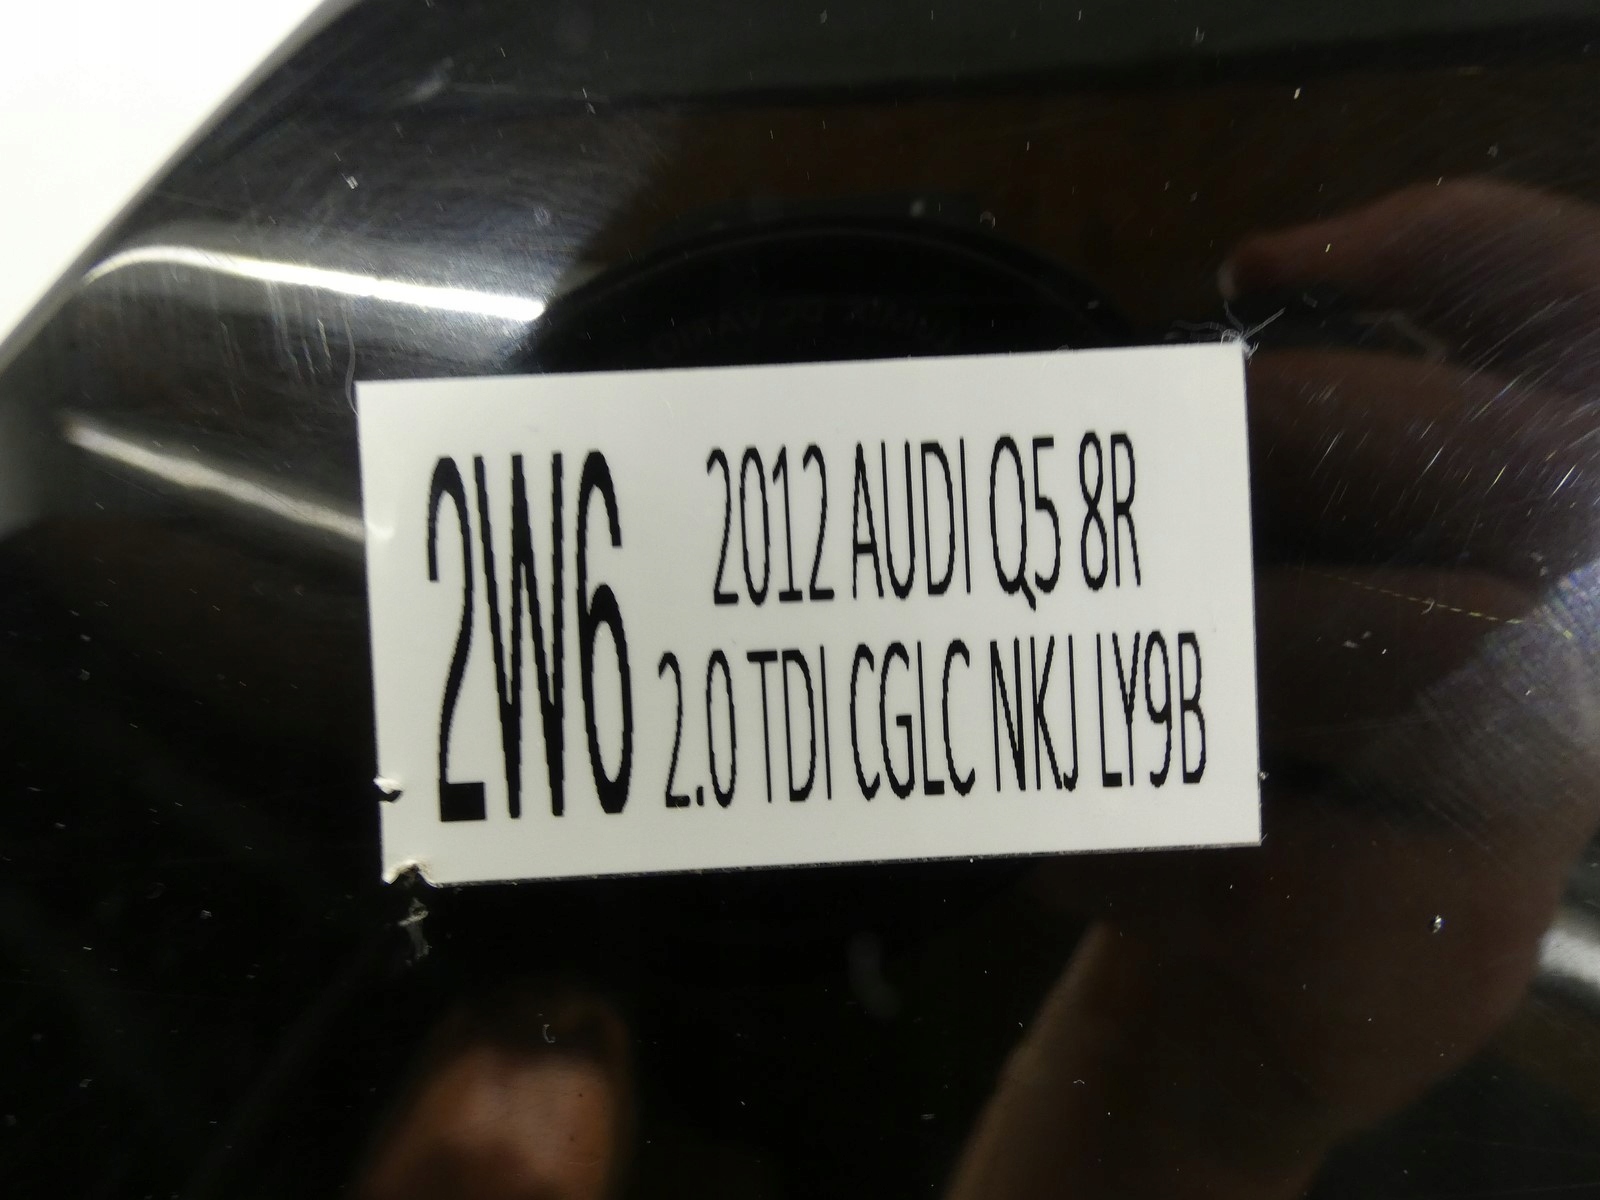 2W6
2012 AUDI Q5 8R
2.0 TDI CGLC NKJ LY9B